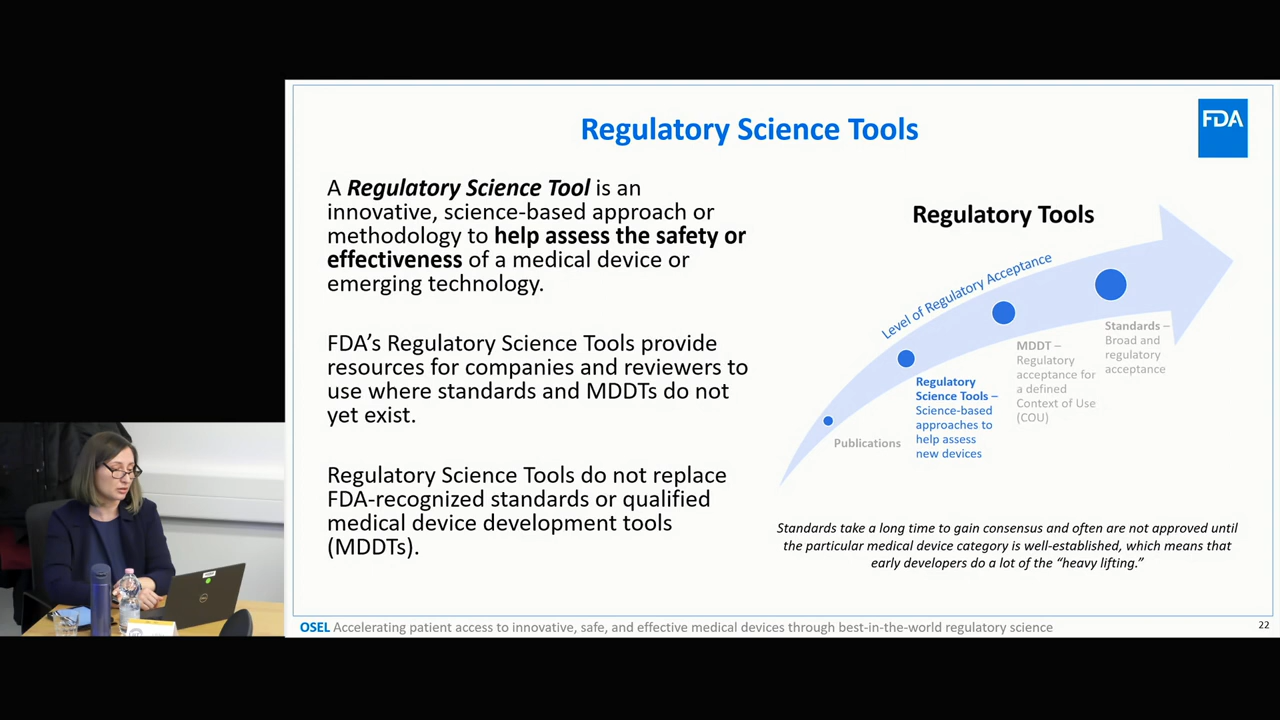 Regulatory Science Tools
FDA
A Regulatory Science Tool is an
innovative, science-based approach or
methodology to help assess the safety or
effectiveness of a medical device or
emerging technology.
FDA’s Regulatory Science Tools provide
resources for companies and reviewers to
use where standards and MDDTs do not
yet exist.
Regulatory Science Tools do not replace
FDA-recognized standards or qualified
medical device development tools
(MDDTs).
Regulatory Tools
Level of Regulatory Acceptance
Publications
Regulatory
Science Tools –
Science-based
approaches to
help assess
new devices
MDDT –
Regulatory
acceptance for
a defined
Context of Use
(COU)
Standards –
Broad and
regulatory
acceptance
Standards take a long time to gain consensus and often are not approved until
the particular medical device category is well-established, which means that
early developers do a lot of the “heavy lifting.”
OSEL Accelerating patient access to innovative, safe, and effective medical devices through best-in-the-world regulatory science
22
DELL